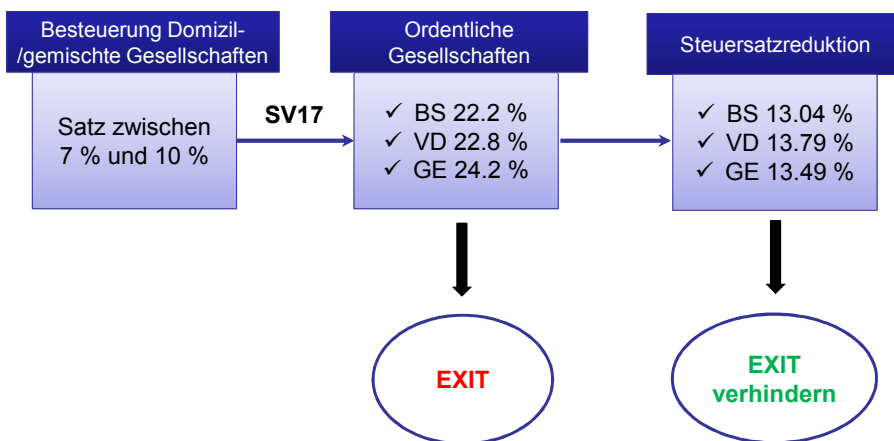 Besteuerung Domizil-
/gemischte Gesellschaften
Satz zwischen
7 % und 10 %
SV17
Ordentliche
Gesellschaften
✓ BS 22.2 %
✓ VD 22.8 %
✓ GE 24.2 %
EXIT
Steuersatzreduktion
✓ BS 13.04 %
✓ VD 13.79 %
✓ GE 13.49 %
EXIT
verhindern